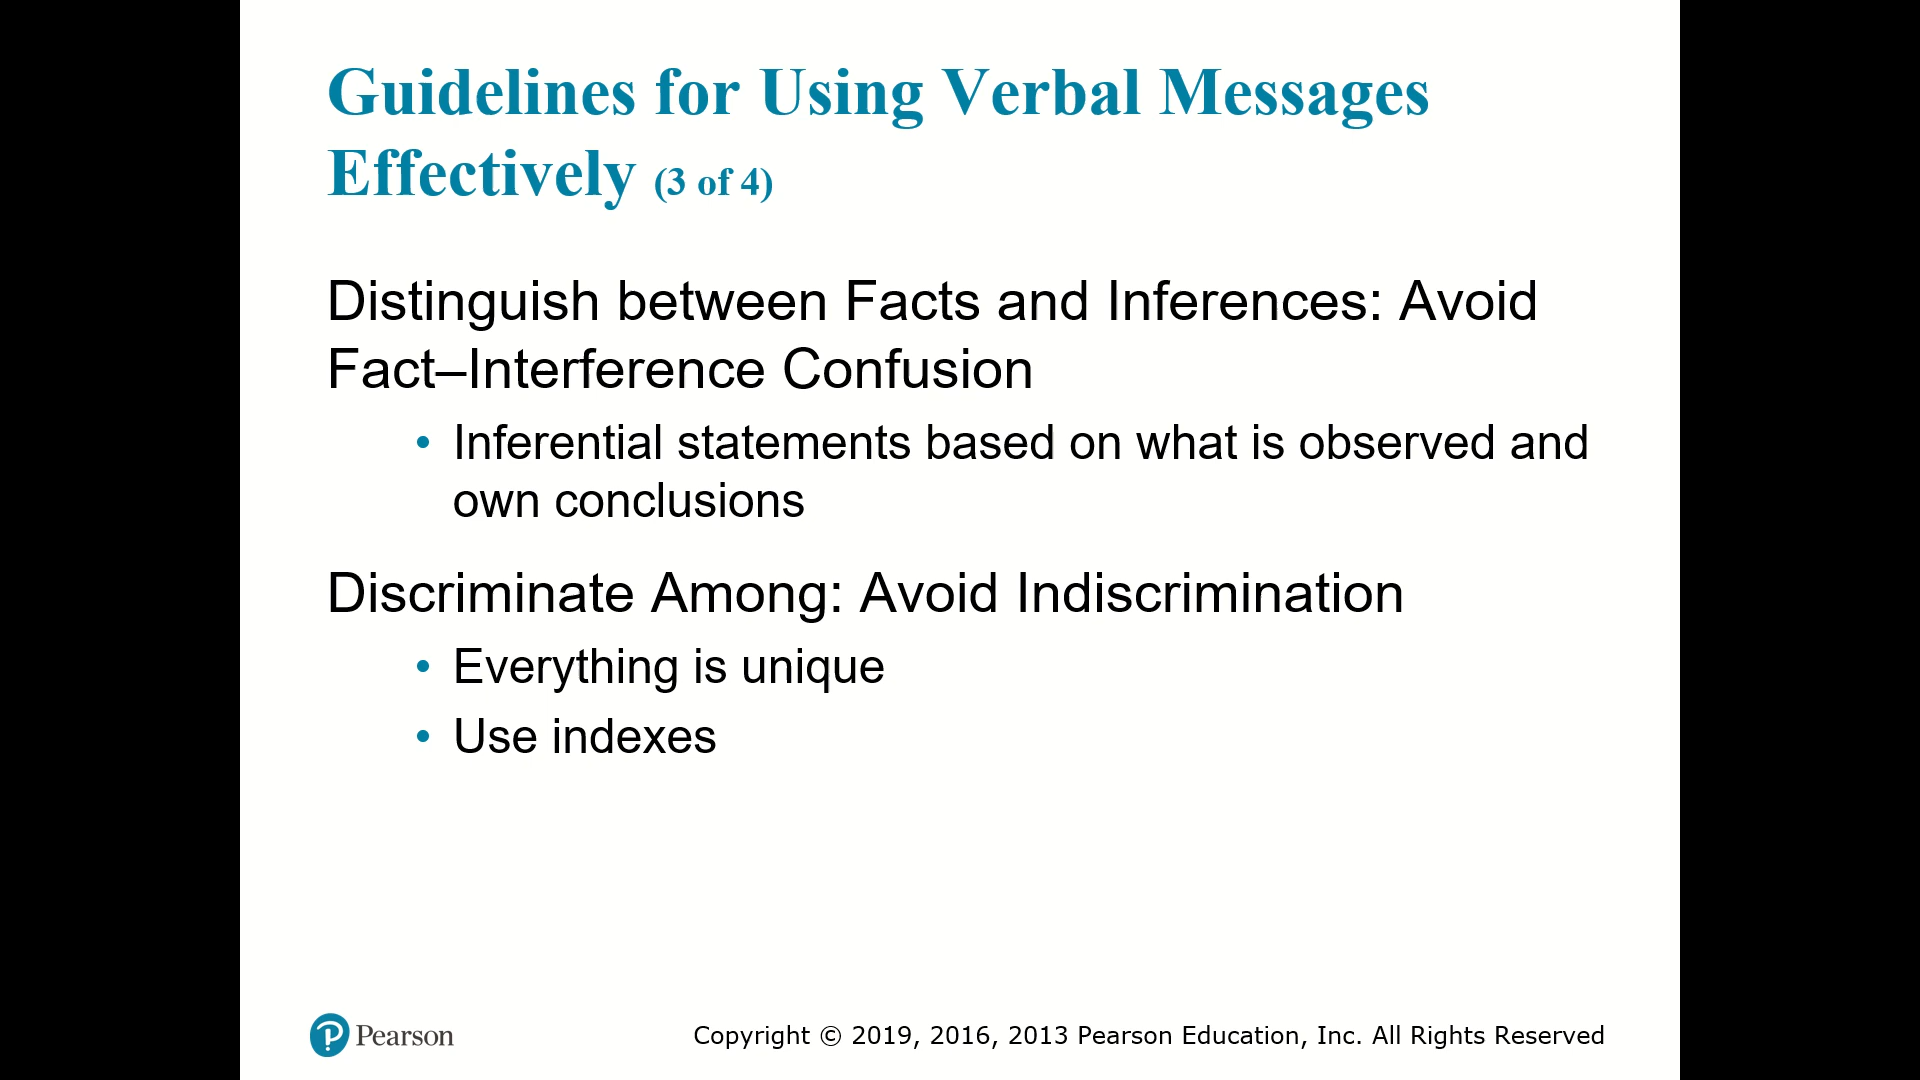 Guidelines for Using Verbal Messages
Effectively (3 of 4)
Distinguish between Facts and Inferences: Avoid
Fact–Interference Confusion
• Inferential statements based on what is observed and
own conclusions
Discriminate Among: Avoid Indiscrimination
• Everything is unique
• Use indexes
Pearson
Copyright © 2019, 2016, 2013 Pearson Education, Inc. All Rights Reserved